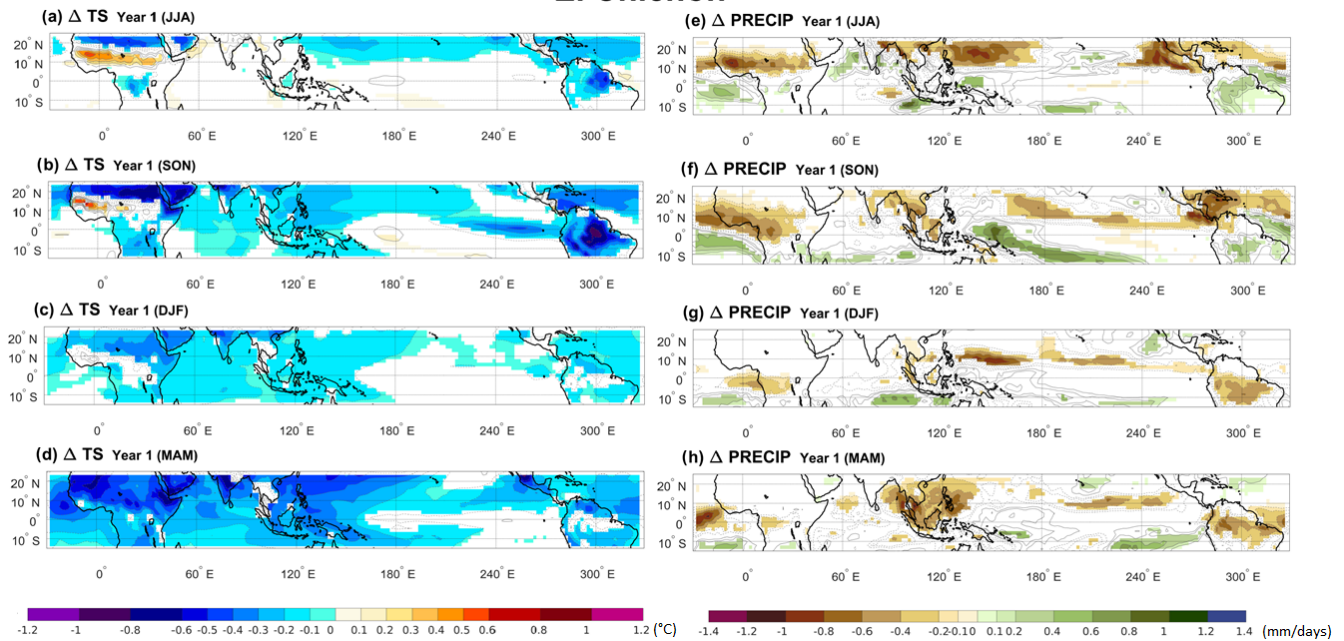 (a) Δ TS Year 1 (JJA)
20° N
10° N
0°
10° S
0° 60° E 120° E 180° E 240° E 300° E
(b) Δ TS Year 1 (SON)
20° N
10° N
0°
10° S
0° 60° E 120° E 180° E 240° E 300° E
(c) Δ TS Year 1 (DJF)
20° N
10° N
0°
10° S
0° 60° E 120° E 180° E 240° E 300° E
(d) Δ TS Year 1 (MAM)
20° N
10° N
0°
10° S
0° 60° E 120° E 180° E 240° E 300° E
-1.2 -1 -0.8 -0.6 -0.5 -0.4 -0.3 -0.2 -0.1 0 0.1 0.2 0.3 0.4 0.5 0.6 0.8 1 1.2 (°C)
(e) Δ PRECIP Year 1 (JJA)
20° N
10° N
0°
10° S
0° 60° E 120° E 180° E 240° E 300° E
(f) Δ PRECIP Year 1 (SON)
20° N
10° N
0°
10° S
0° 60° E 120° E 180° E 240° E 300° E
(g) Δ PRECIP Year 1 (DJF)
20° N
10° N
0°
10° S
0° 60° E 120° E 180° E 240° E 300° E
(h) Δ PRECIP Year 1 (MAM)
20° N
10° N
0°
10° S
0° 60° E 120° E 180° E 240° E 300° E
-1.4 -1.2 -1 -0.8 -0.6 -0.4 -0.2 -0.1 0 0.1 0.2 0.4 0.6 0.8 1 1.2 1.4 (mm/days)